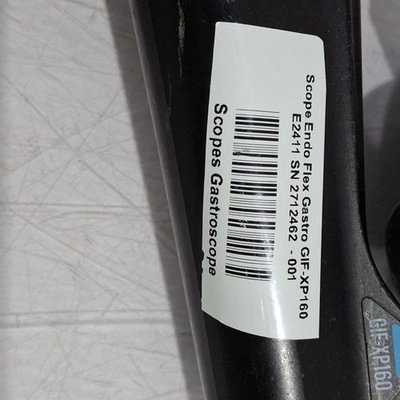 Scope Endo Flex Gastro GIF-XP160
E2411 SN 2712462 - 001
Scopes Gastroscope
GIF-XP160